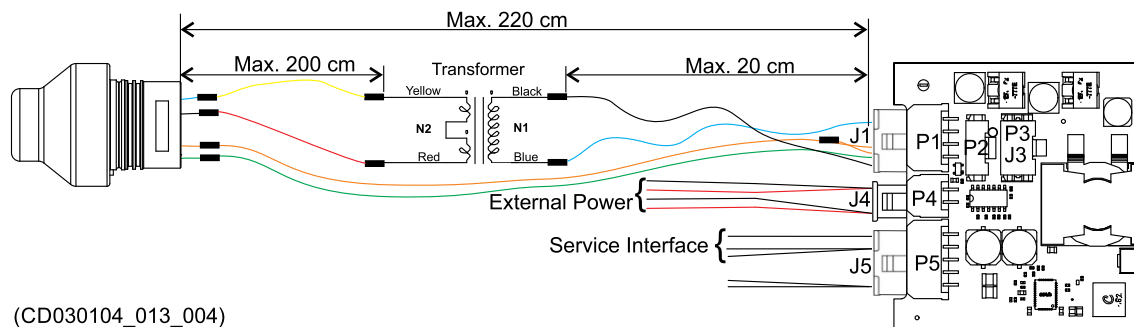 Max. 220 cm
Max. 200 cm
Transformer
Max. 20 cm
Yellow
Black
N2
N1
Red
Blue
J1
P1
P2
P3
J3
External Power
J4
P4
Service Interface
J5
P5
(CD030104_013_004)